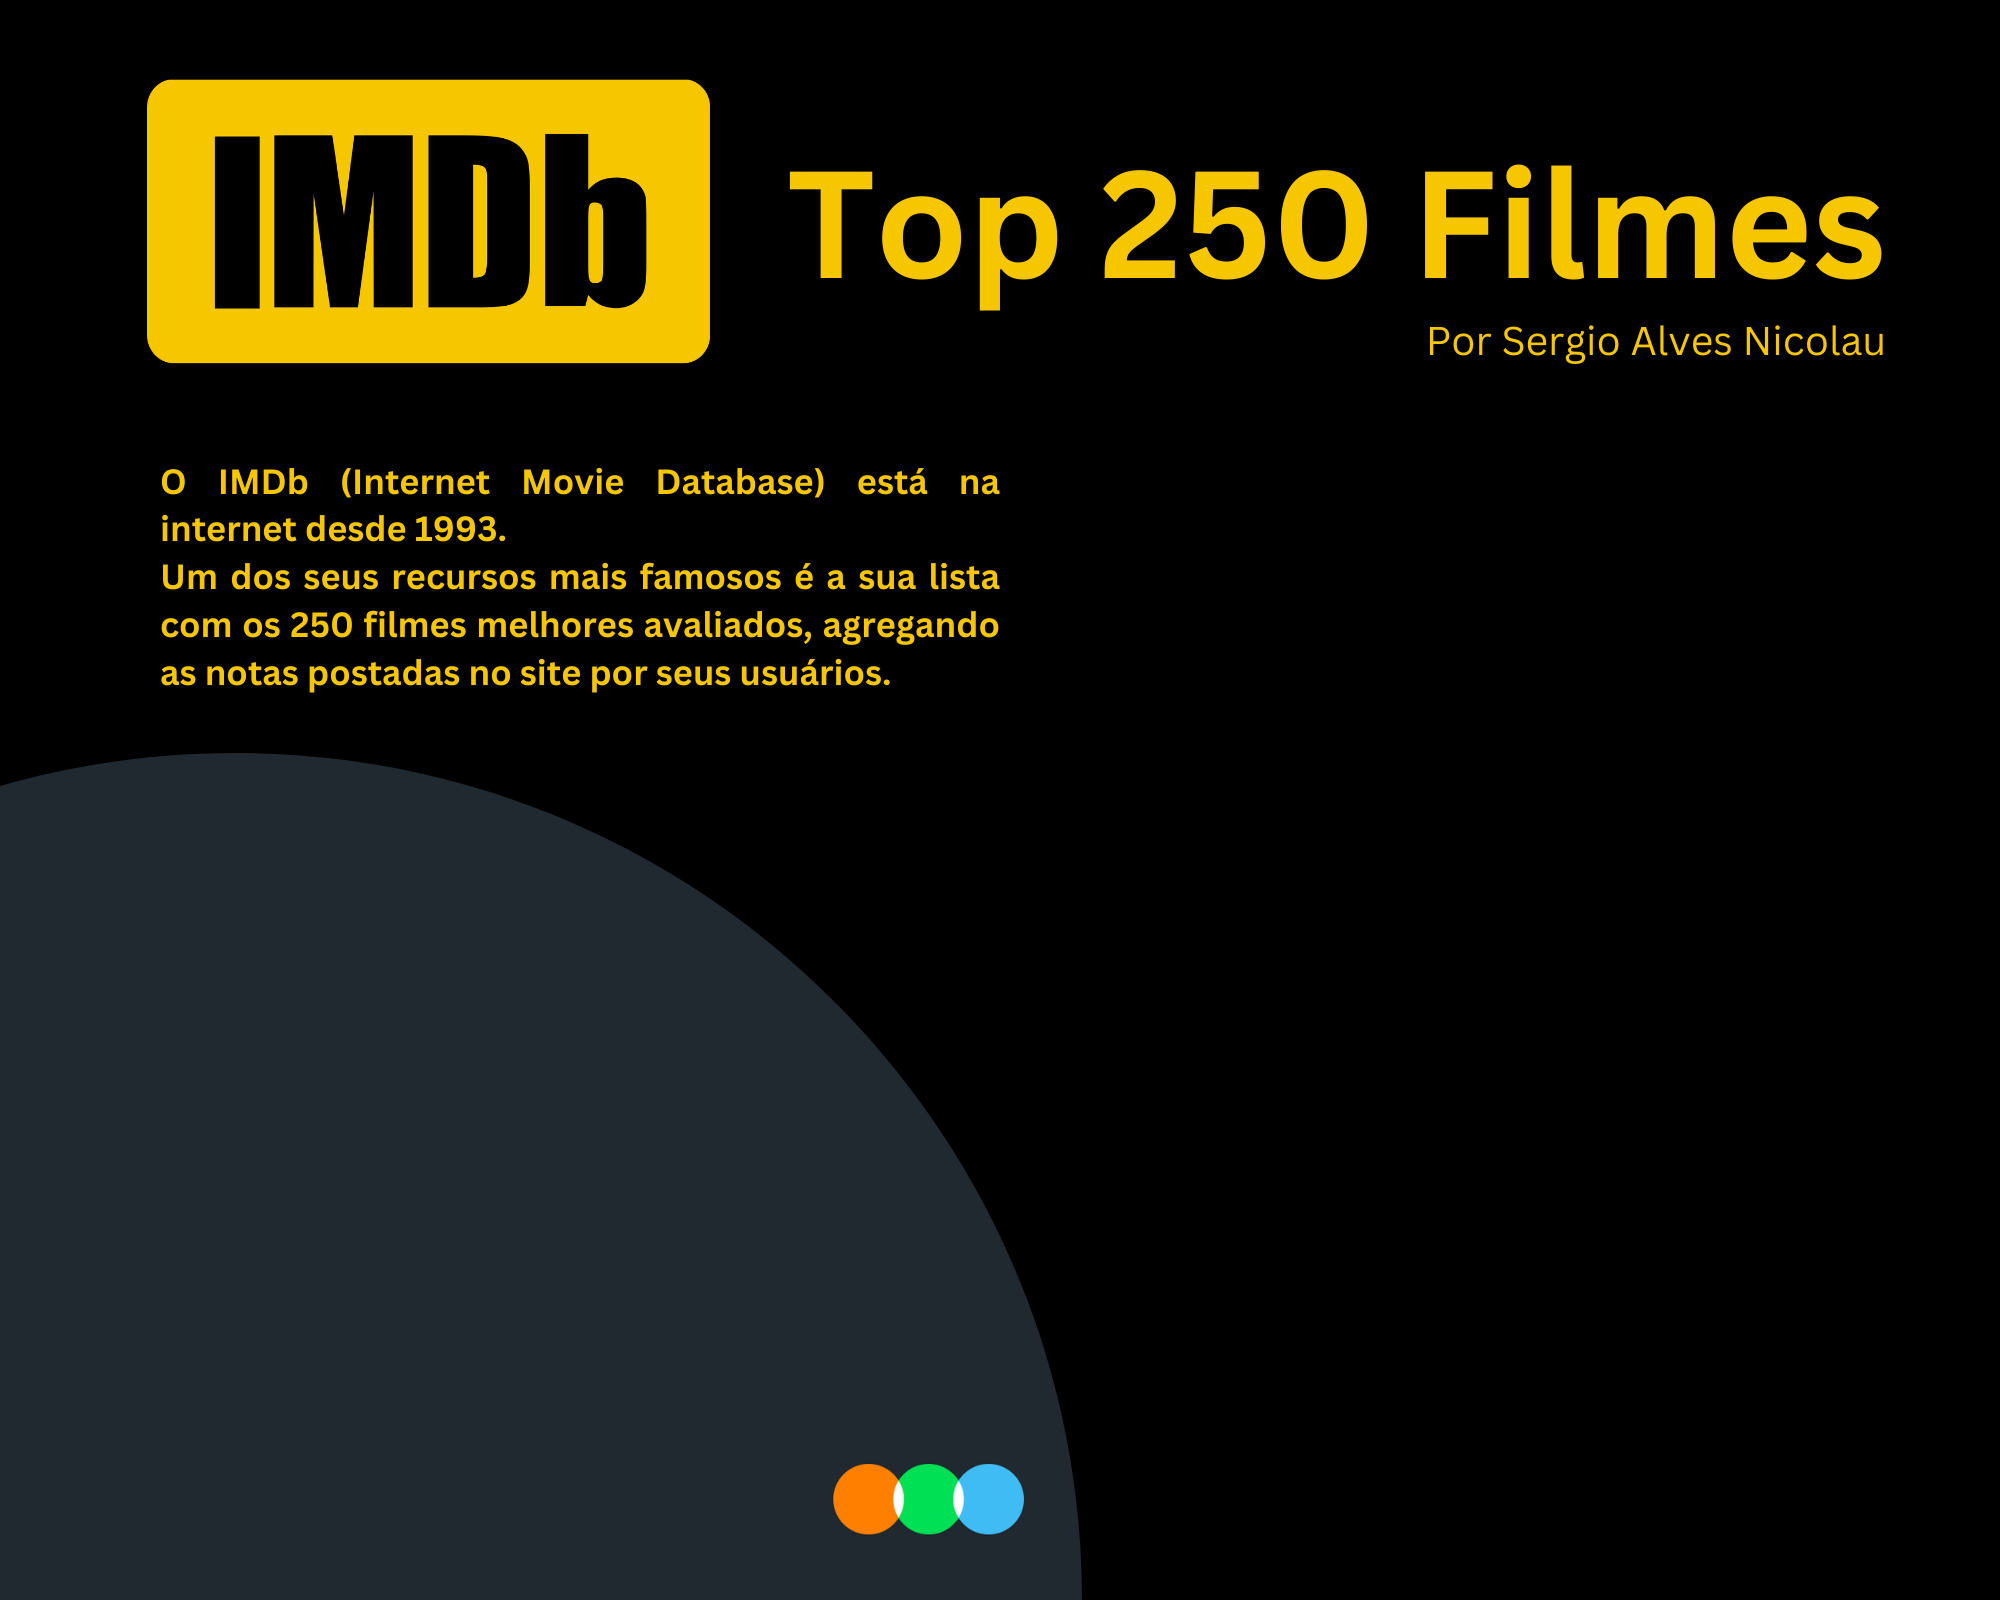 IMDb
Top 250 Filmes
Por Sergio Alves Nicolau
O IMDb (Internet Movie Database) está na
internet desde 1993.
Um dos seus recursos mais famosos é a sua lista
com os 250 filmes melhores avaliados, agregando
as notas postadas no site por seus usuários.